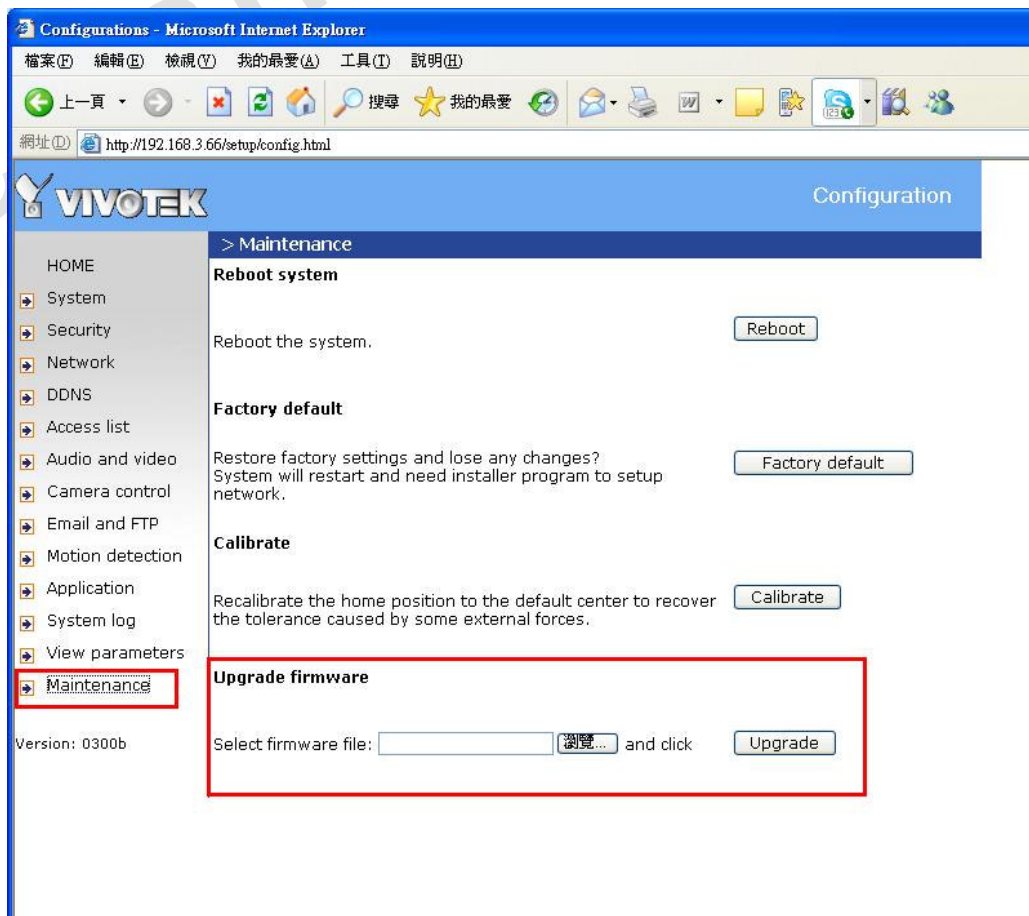 Configurations - Microsoft Internet Explorer
檔案(F) 編輯(E) 檢視(V) 我的最愛(A) 工具(T) 說明(H)
上一頁 搜尋 我的最愛
網址(D) http://192.168.3.66/setup/config.html
VIVOTEK
Configuration
HOME
System
Security
Network
DDNS
Access list
Audio and video
Camera control
Email and FTP
Motion detection
Application
System log
View parameters
Maintenance
Version: 0300b
> Maintenance
Reboot system
Reboot the system. Reboot
Factory default
Restore factory settings and lose any changes?
System will restart and need installer program to setup
network.
Factory default
Calibrate
Recalibrate the home position to the default center to recover
the tolerance caused by some external forces.
Calibrate
Upgrade firmware
Select firmware file: 瀏覽... and click Upgrade